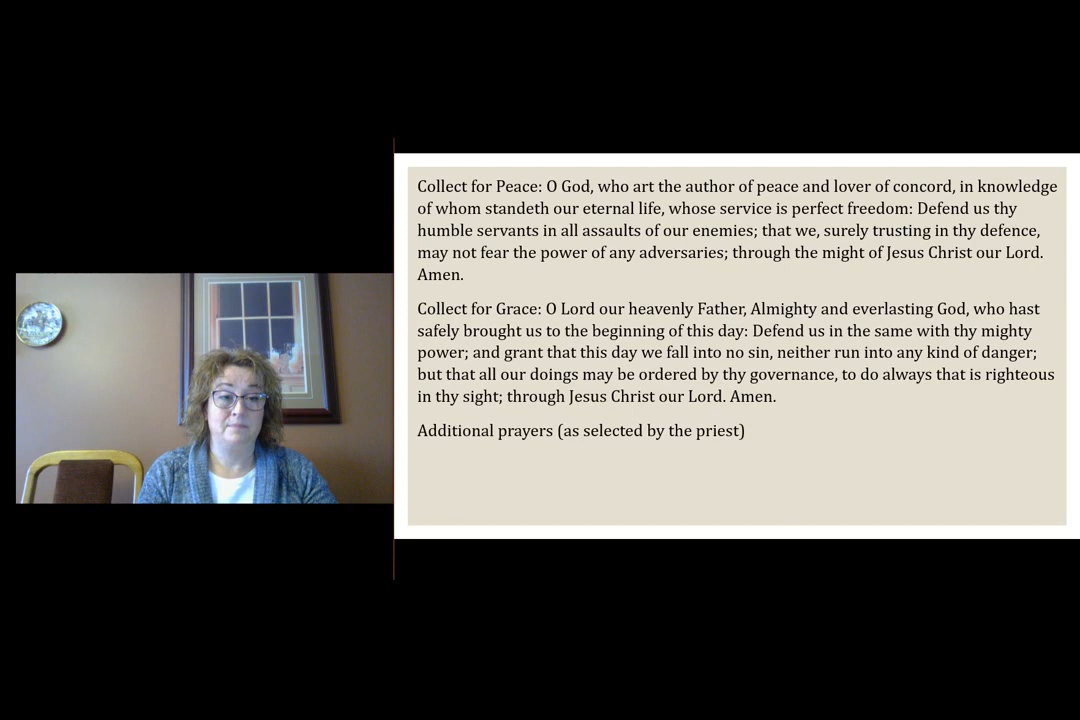 Collect for Peace: O God, who art the author of peace and lover of concord, in knowledge
of whom standeth our eternal life, whose service is perfect freedom: Defend us thy
humble servants in all assaults of our enemies; that we, surely trusting in thy defence,
may not fear the power of any adversaries; through the might of Jesus Christ our Lord.
Amen.
Collect for Grace: O Lord our heavenly Father, Almighty and everlasting God, who hast
safely brought us to the beginning of this day: Defend us in the same with thy mighty
power; and grant that this day we fall into no sin, neither run into any kind of danger;
but that all our doings may be ordered by thy governance, to do always that is righteous
in thy sight; through Jesus Christ our Lord. Amen.
Additional prayers (as selected by the priest)